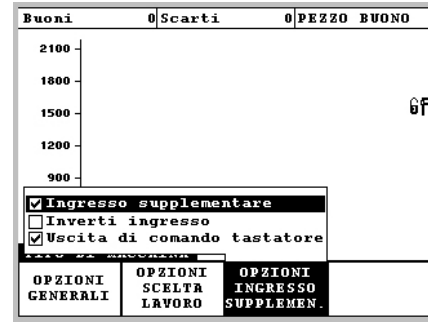 Buoni 0 Scarti 0 PEZZO BUONO
2100
1800
1500
1200
900
Ingresso supplementare
Inverti ingresso
Uscita di comando tastatore
OPZIONI GENERALI
OPZIONI SCELTA LAVORO
OPZIONI INGRESSO SUPPLEMEN.